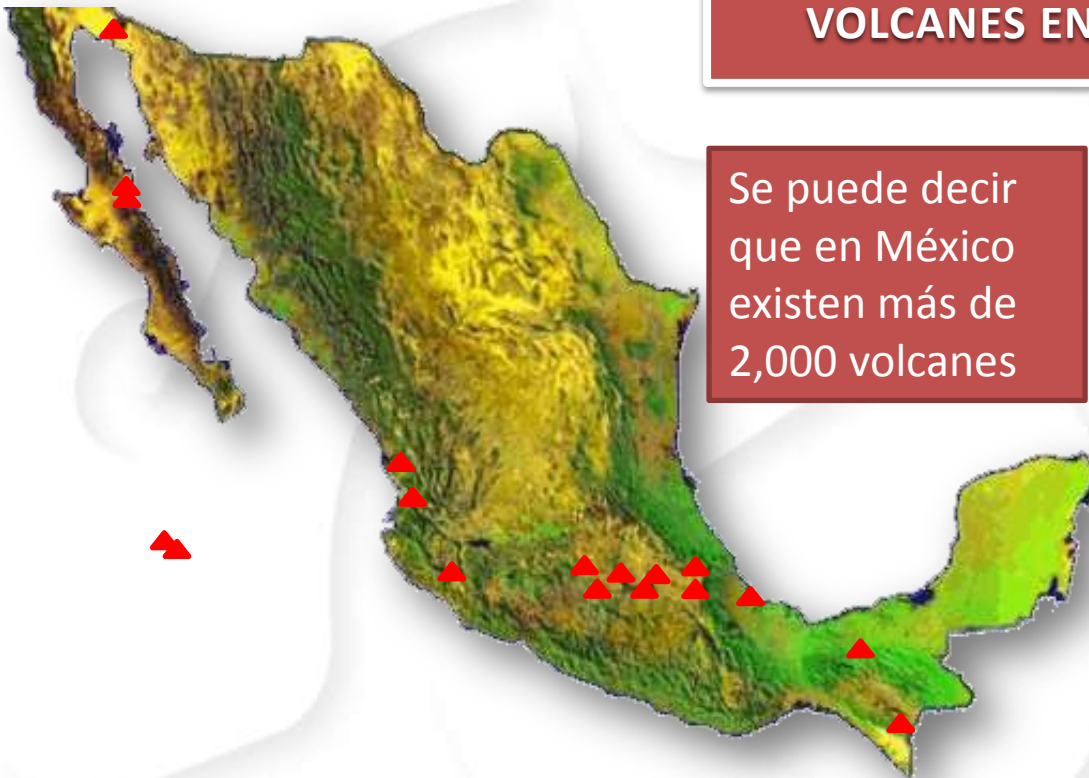 VOLCANES EN
Se puede decir
que en México
existen más de
2,000 volcanes